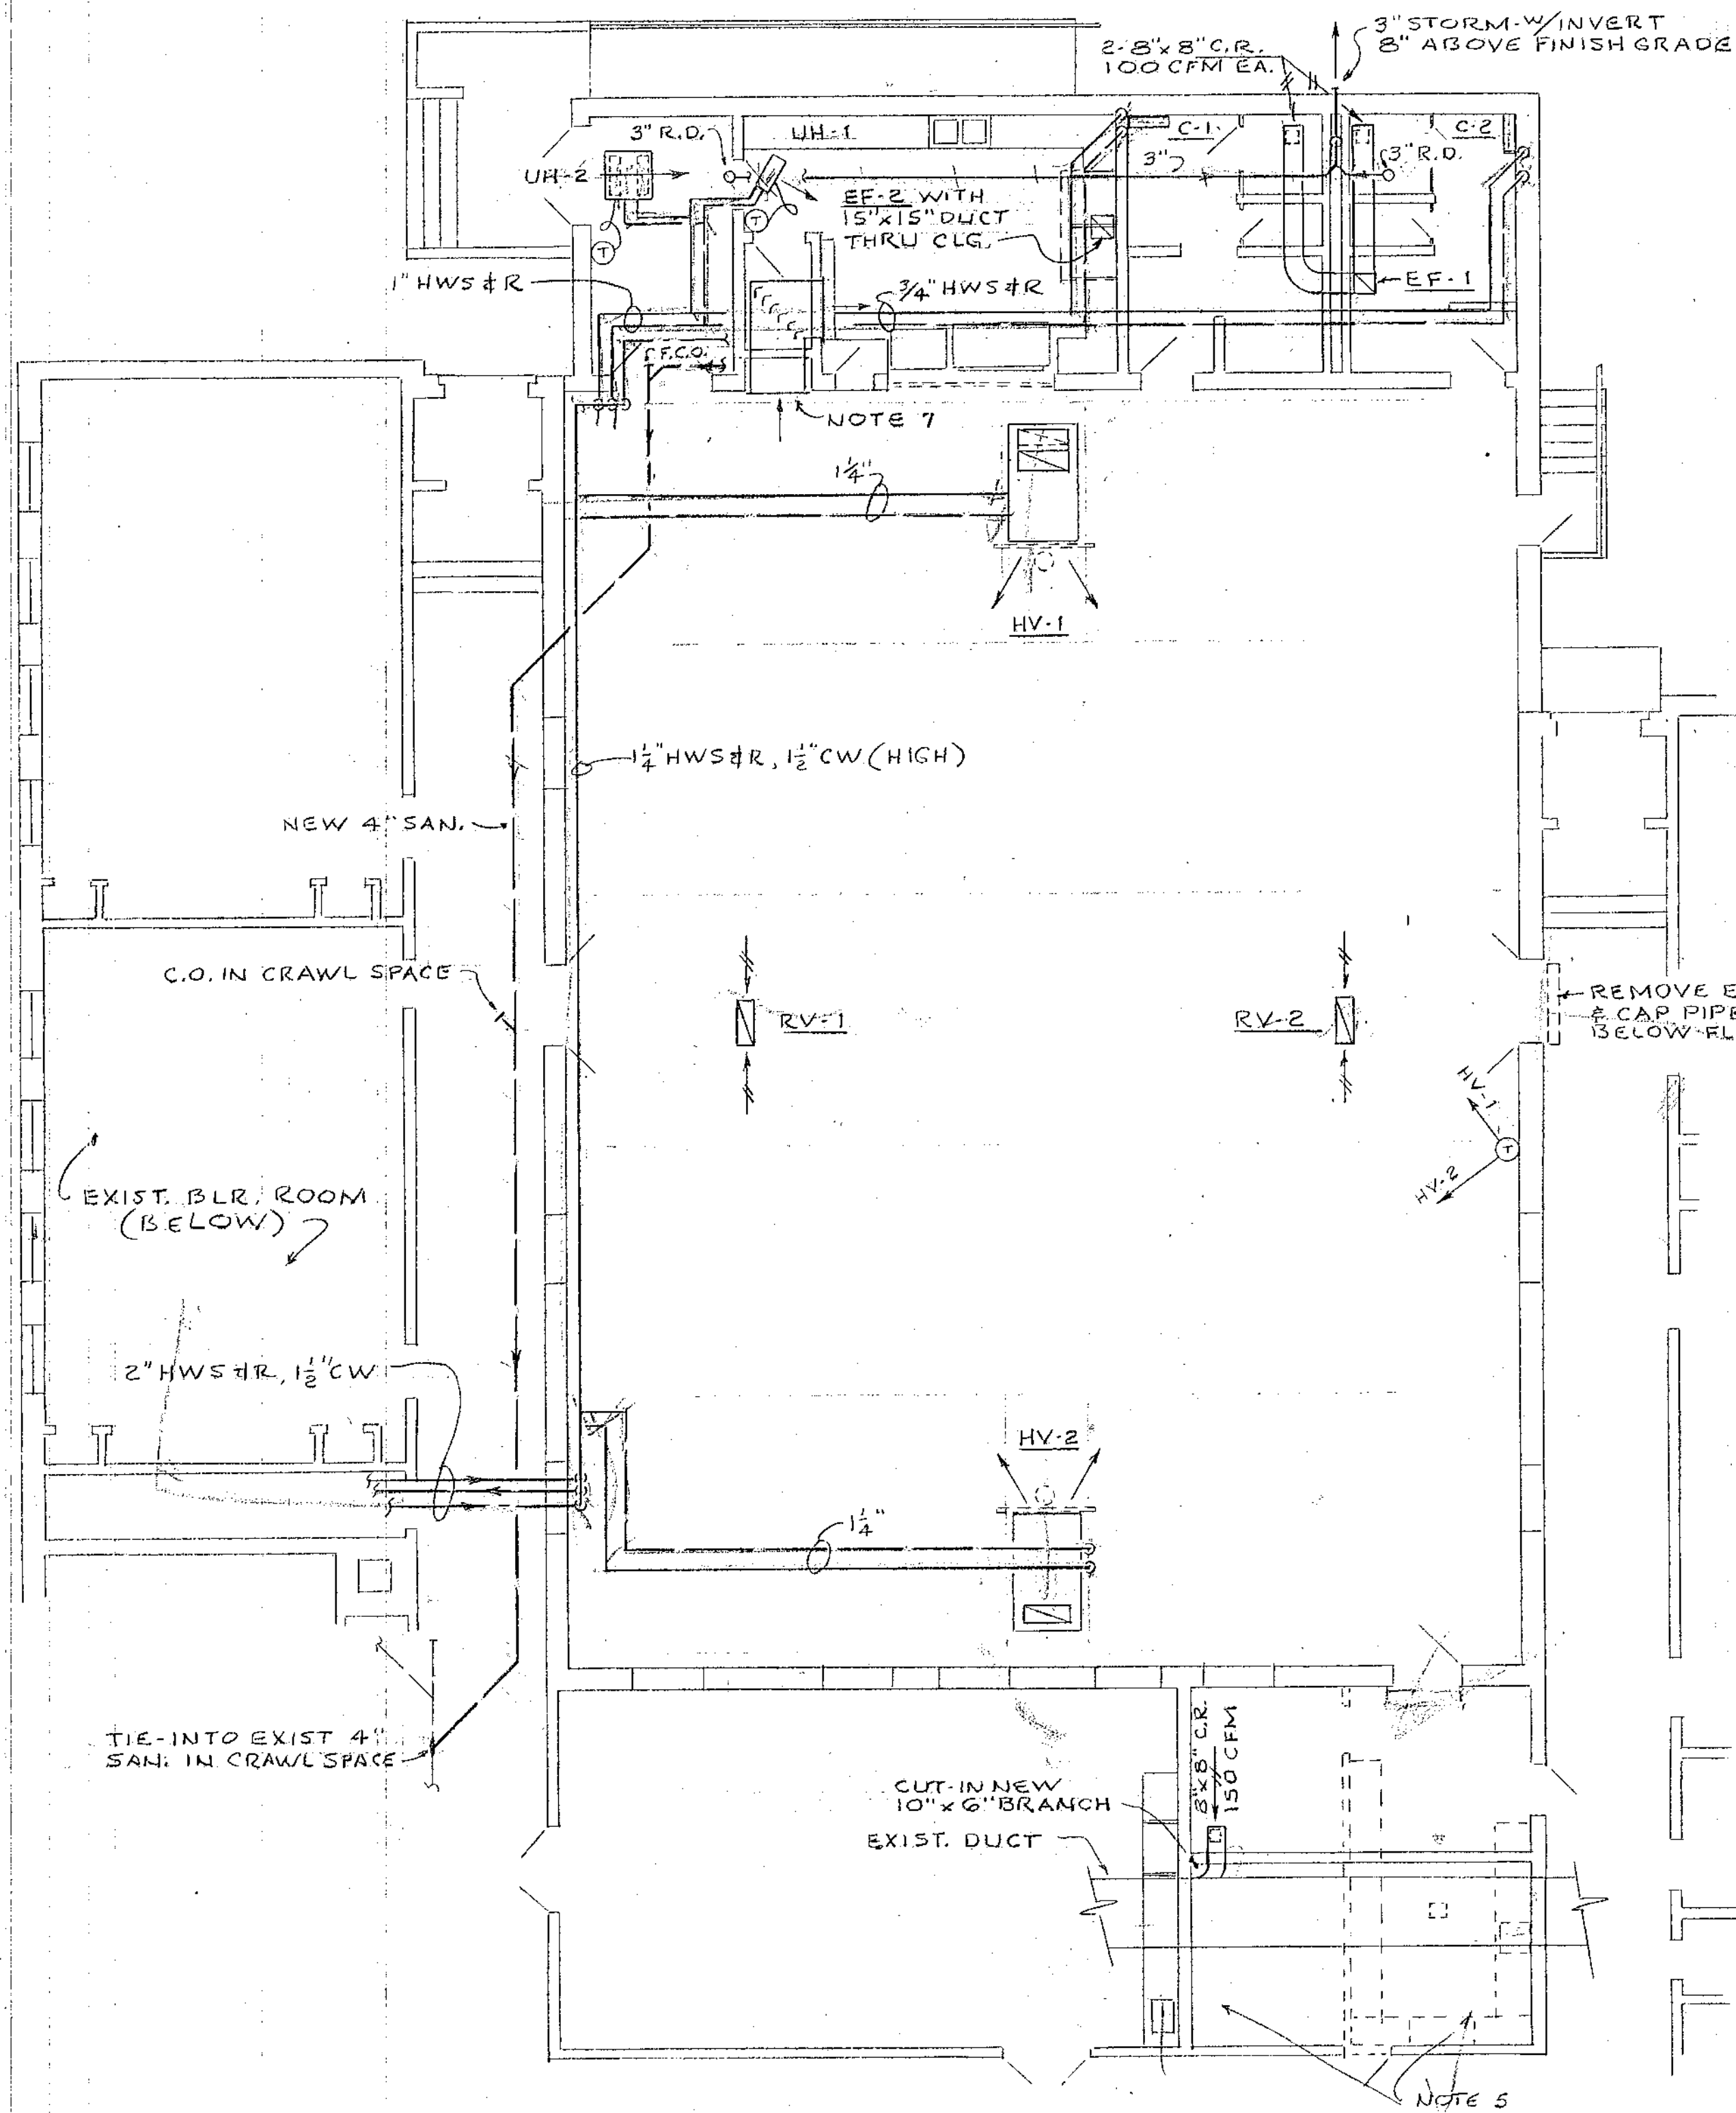 3" STORM-W/INVERT
8" ABOVE FINISH GRADE
2-8"x8" C.R.
100 CFM EA.
3" R.D.
UH-1
C-1
C-2
3"
3" R.D.
UH-2
EF-2 WITH
15"x15" DUCT
THRU CLG.
T
T
EF-1
1" HWS & R
3/4" HWS & R
F.C.O.
NOTE 7
1 1/4"
HV-1
1 1/4" HWS & R, 1 1/2" CW (HIGH)
NEW 4" SAN.
C.O. IN CRAWL SPACE
RV-1
RV-2
REMOVE E
& CAP PIPE
BELOW FL
HV-1
T
HV-2
EXIST. BLR. ROOM
(BELOW)
2" HWS & R, 1 1/2" CW
HV-2
1 1/4"
TIE-INTO EXIST 4"
SAN. IN CRAWL SPACE
8"x8" C.R.
150 CFM
CUT-IN NEW
10"x6" BRANCH
EXIST. DUCT
NOTE 5